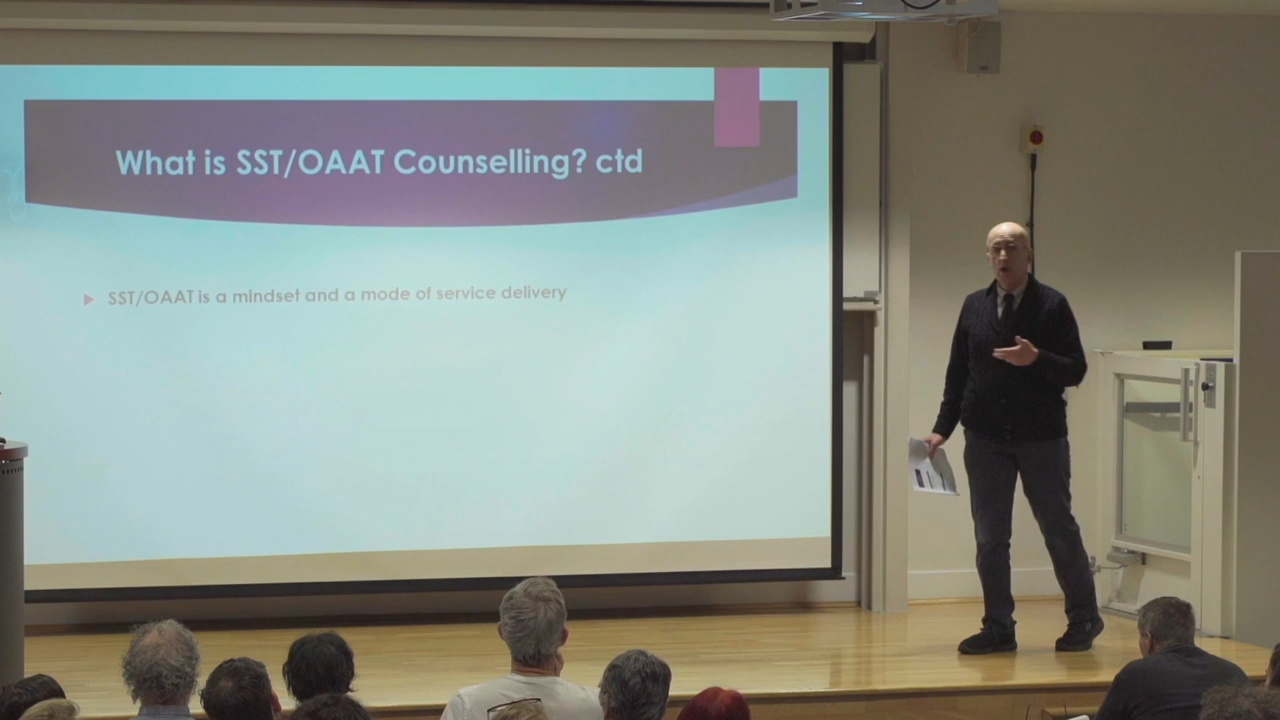 What is SST/OAAT Counselling? ctd
SST/OAAT is a mindset and a mode of service delivery